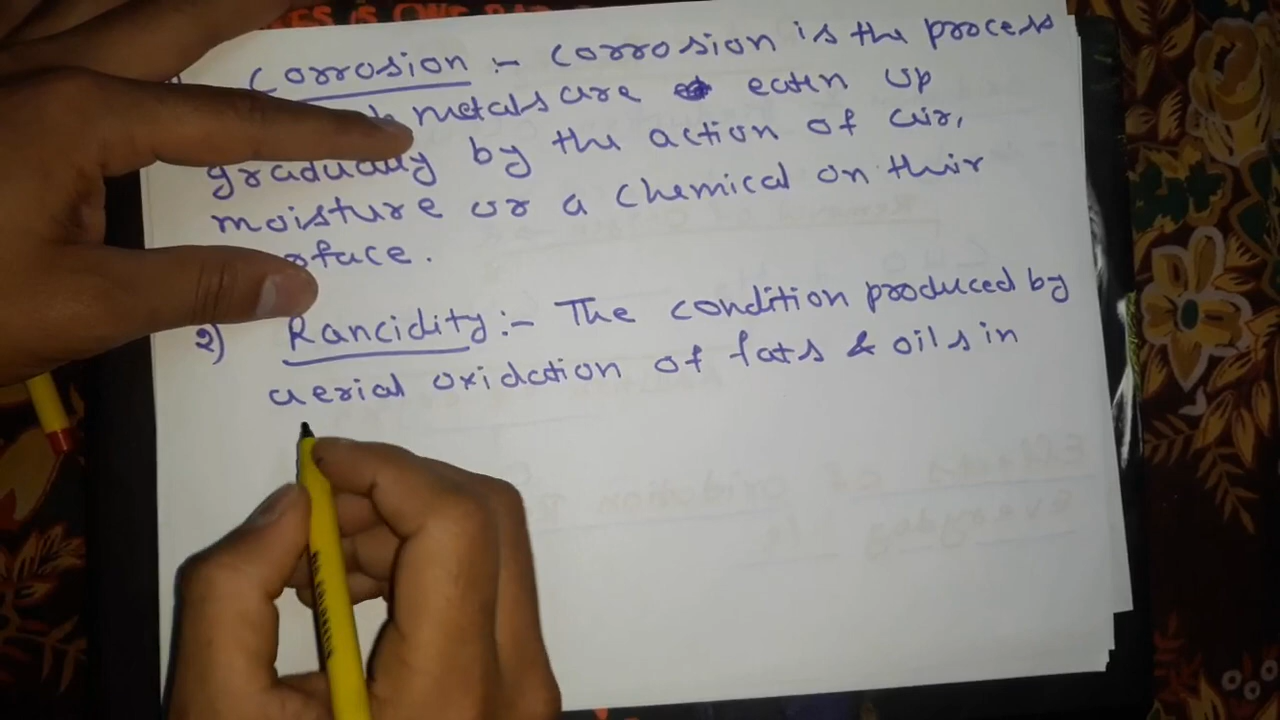 Corrosion :- Corrosion is the process
metals are eaten up
gradually by the action of air,
moisture or a chemical on their
face.
2) Rancidity :- The condition produced by
aerial oxidation of fats & oils in